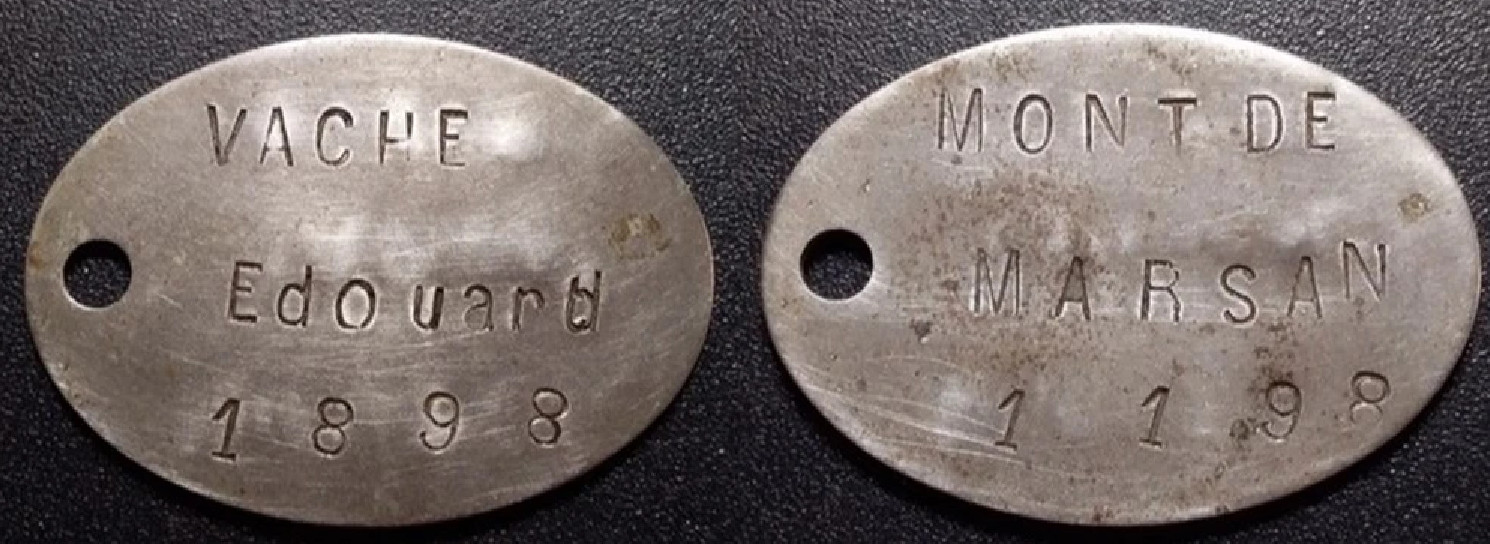 VACHE
Edouard
1898
MONT DE
MARSAN
1198